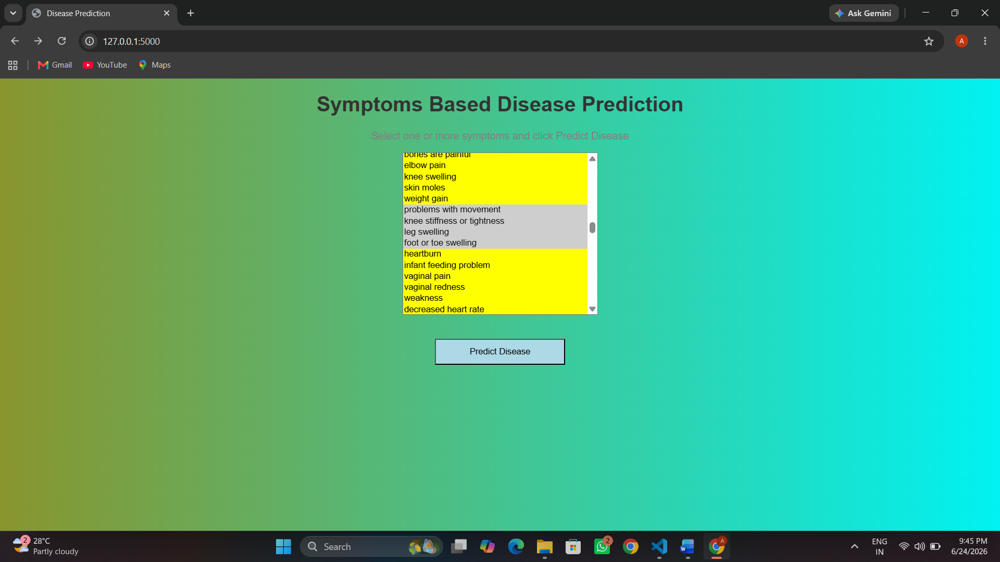 Disease Prediction
Ask Gemini
127.0.0.1:5000
A
Gmail
YouTube
Maps
Symptoms Based Disease Prediction
Select one or more symptoms and click Predict Disease
bones are painful
elbow pain
knee swelling
skin moles
weight gain
problems with movement
knee stiffness or tightness
leg swelling
foot or toe swelling
heartburn
infant feeding problem
vaginal pain
vaginal redness
weakness
decreased heart rate
Predict Disease
2
28°C
Partly cloudy
Search
2
W
A
ENG
IN
9:45 PM
6/24/2026